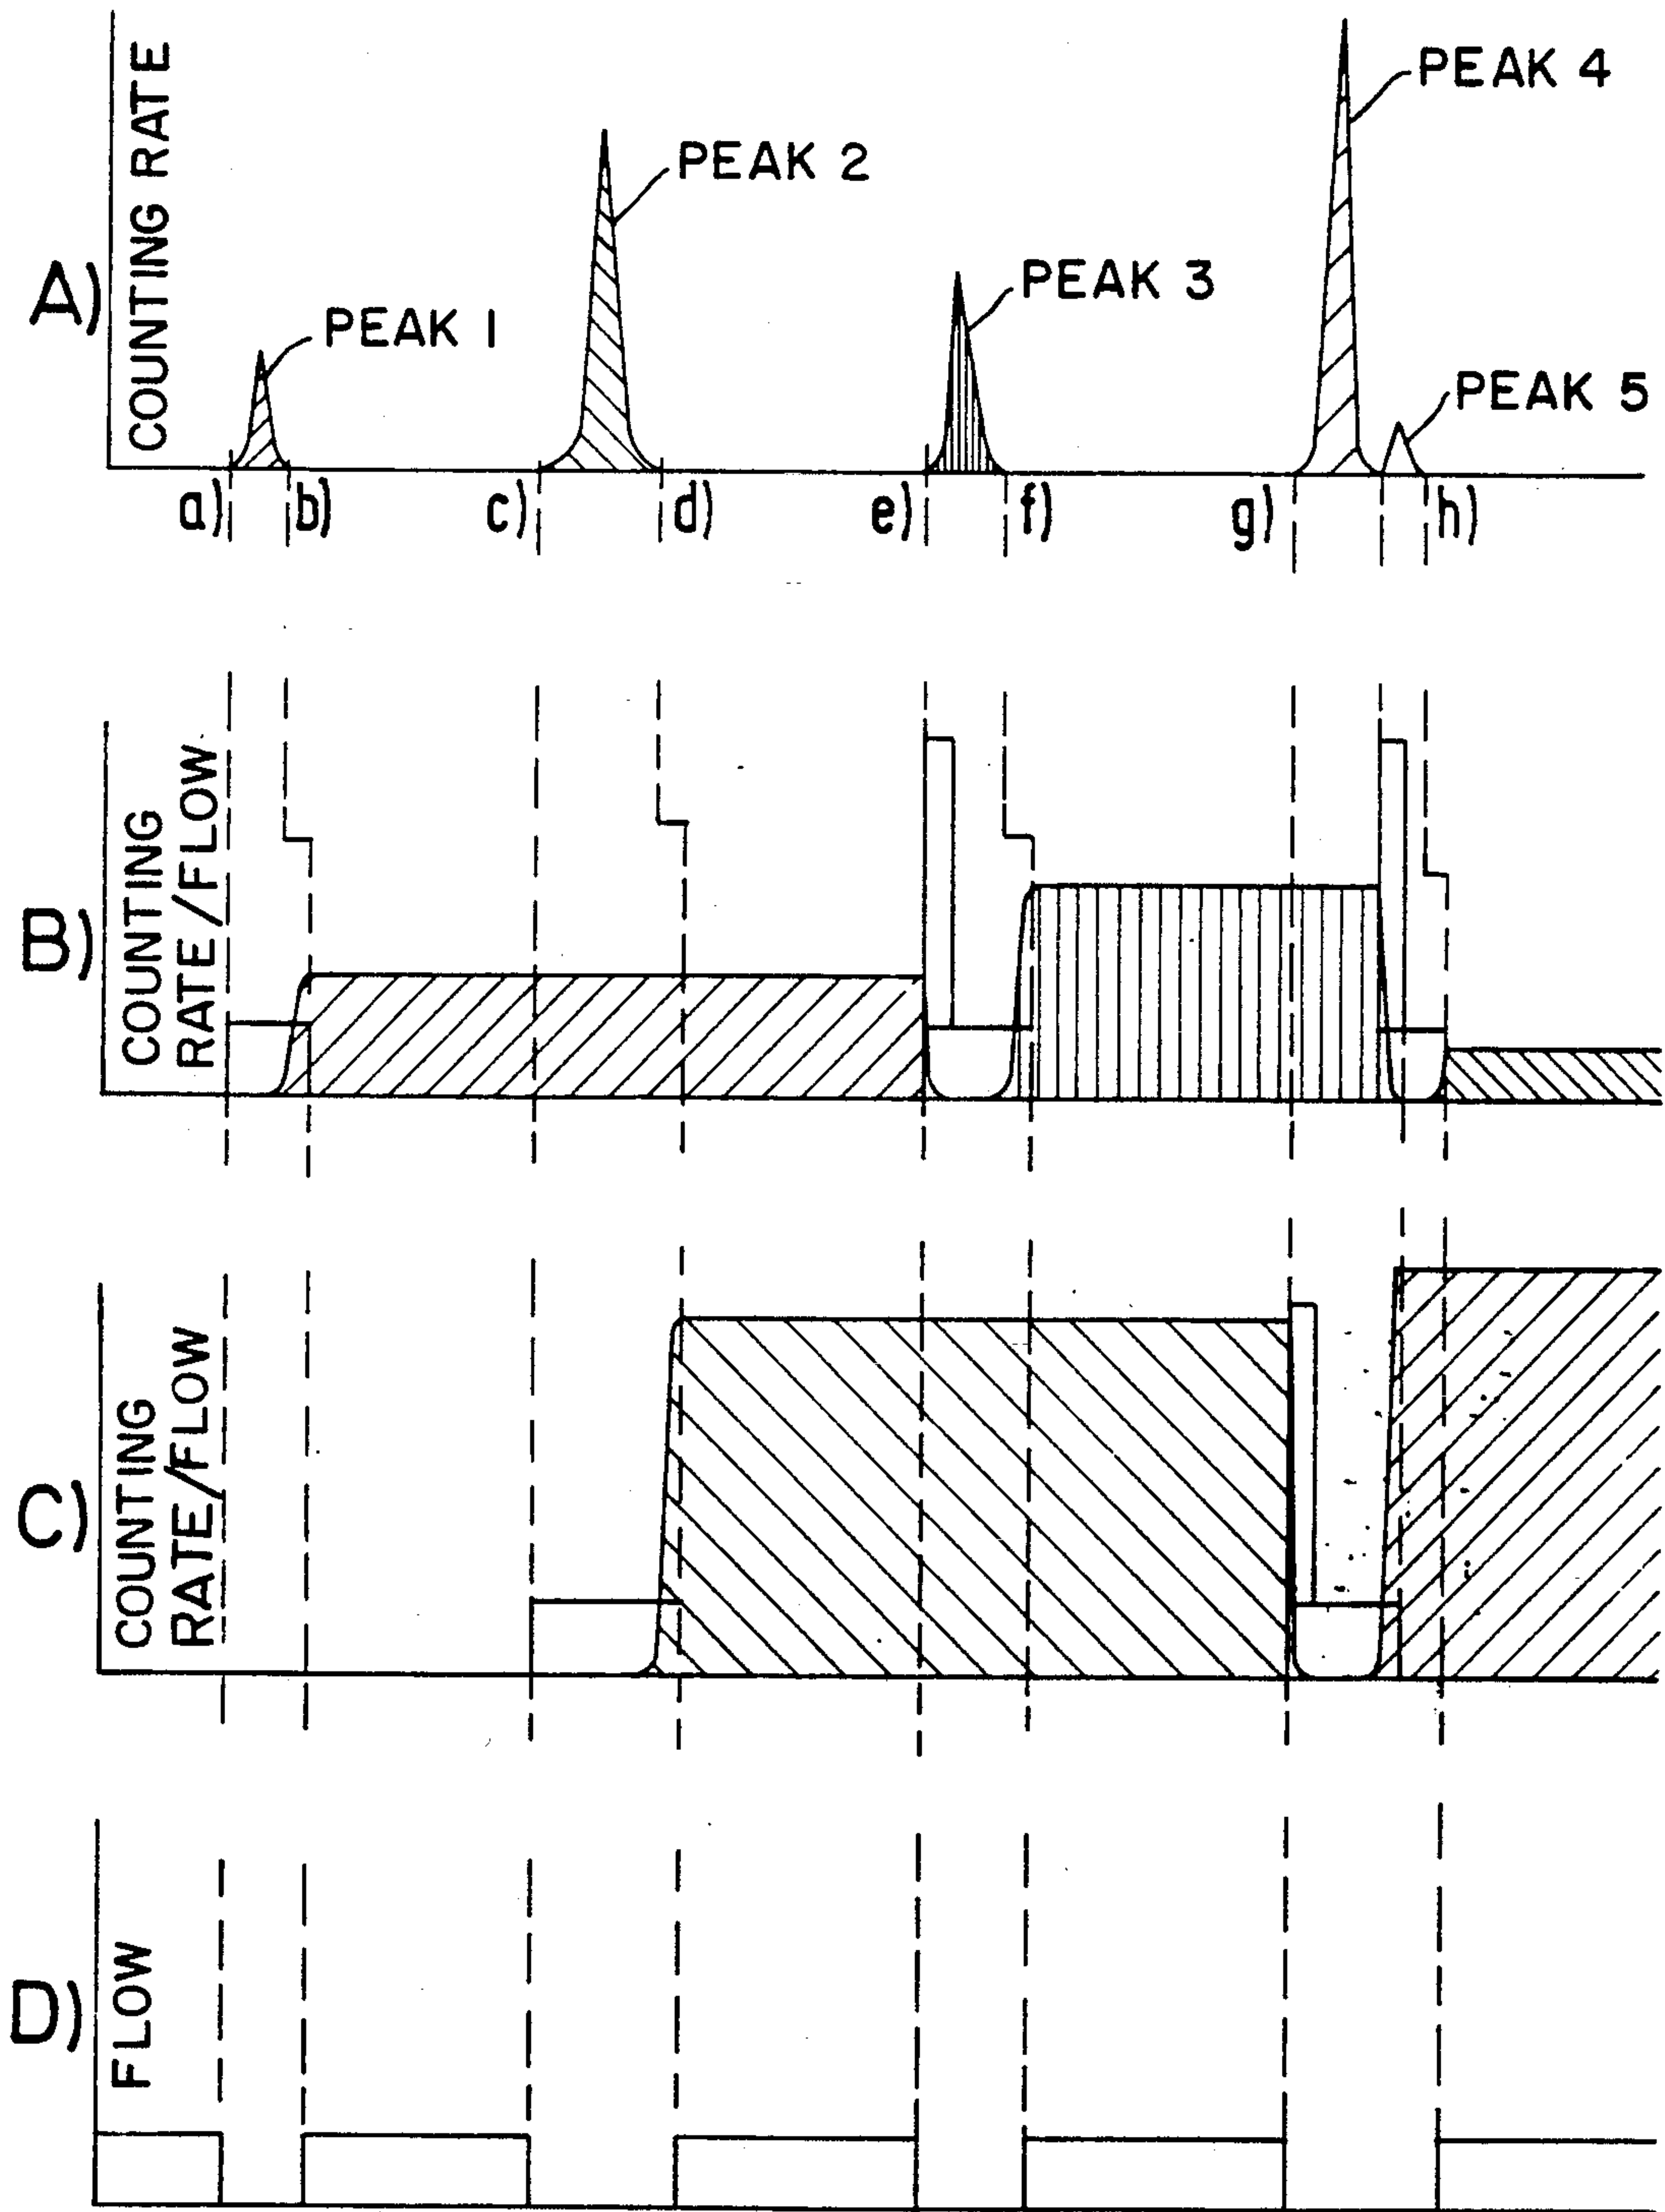 A)
COUNTING RATE
PEAK 1
PEAK 2
PEAK 3
PEAK 4
PEAK 5
a)
b)
c)
d)
e)
f)
g)
h)
B)
COUNTING
RATE/FLOW
C)
COUNTING
RATE/FLOW
D)
FLOW